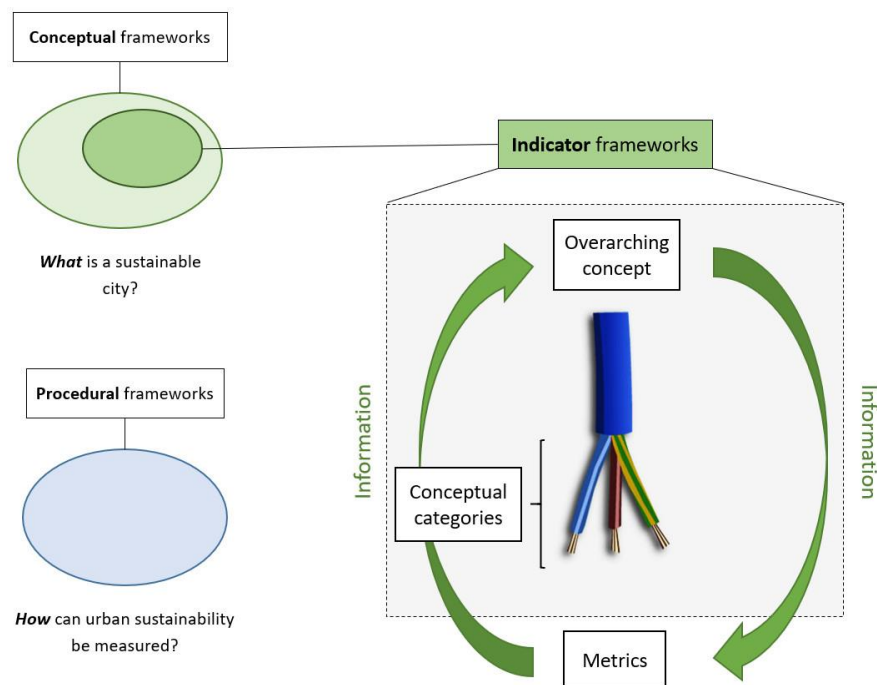 Conceptual frameworks
What is a sustainable
city?
Procedural frameworks
How can urban sustainability
be measured?
Indicator frameworks
Overarching
concept
Information
Conceptual
categories
Information
Metrics